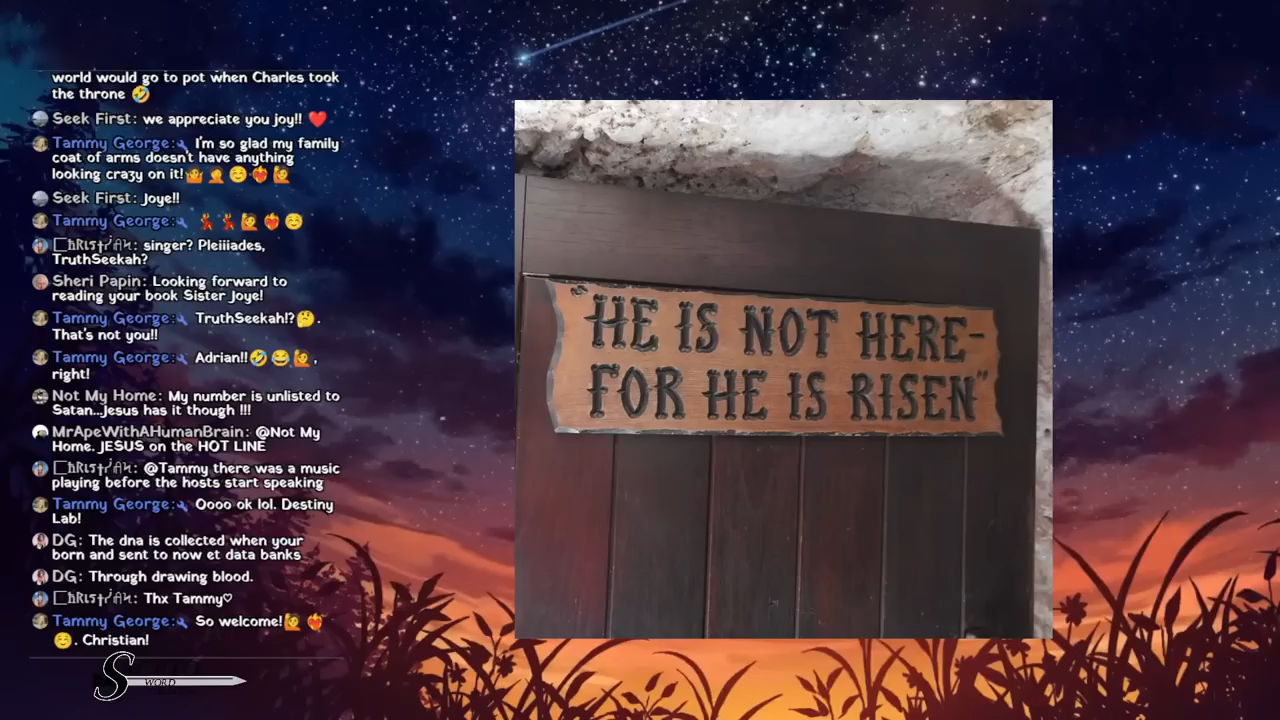 world would go to pot when Charles took
the throne 🤣
Seek First: we appreciate you joy!! ❤️
Tammy George: I'm so glad my family
coat of arms doesn't have anything
looking cra3y on it!
Seek First: Joye!!
Tammy George:
singer? Pleiiiades,
TruthSeekah?
Sheri Papin: Looking forward to
reading your book Sister Joye!
Tammy George: TruthSeekah!?🤔.
That's not you!!
Tammy George: Adrian!!🤣😂🙋,
right!
Not My Home: My number is unlisted to
Satan...Jesus has it though !!!
MrApeWithAHumanBrain: @Not My
Home. JESUS on the HOT LINE
@Tammy there was a music
playing before the hosts start speaking
Tammy George: Oooo ok lol. Destiny
Lab!
DG: The dna is collected when your
born and sent to now et data banks
DG: Through drawing blood.
Thx Tammy♡
Tammy George: So welcome!
. Christian!
SWORD
"HE IS NOT HERE-
FOR HE IS RISEN"